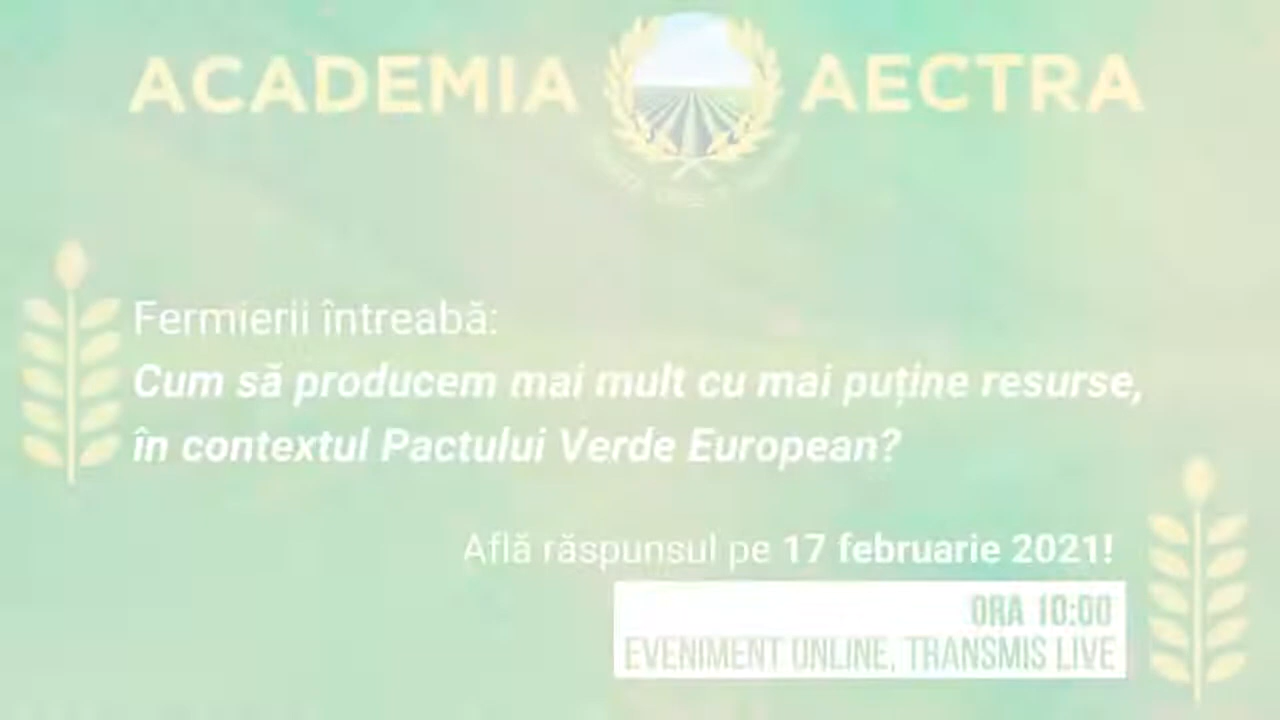 ACADEMIA AECTRA
Fermierii întreabă:
Cum să producem mai mult cu mai puține resurse,
în contextul Pactului Verde European?
Află răspunsul pe 17 februarie 2021!
ORA 10:00
EVENIMENT ONLINE, TRANSMIS LIVE